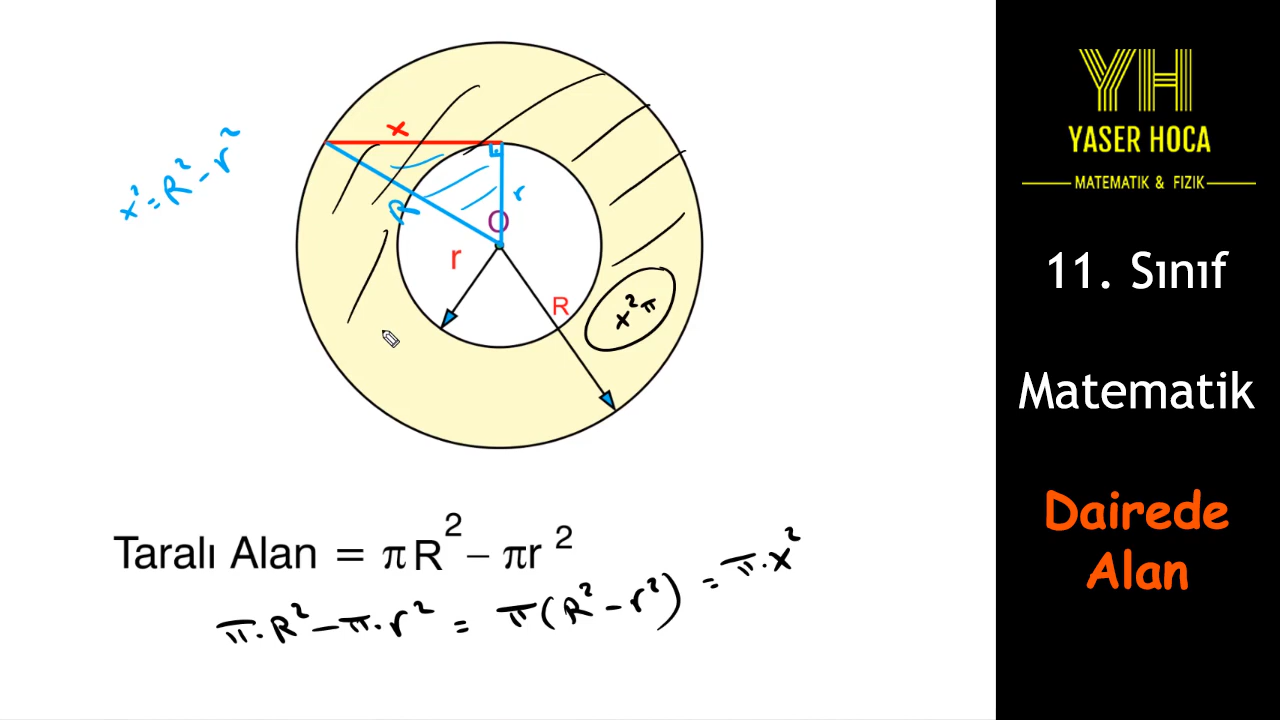 x² = R² - r²
x
R
r
O
r
R
x²π
Taralı Alan = πR² – πr²
π·R² - π·r² = π(R² - r²) = π·x²
YH
YASER HOCA
MATEMATIK & FIZIK
11. Sınıf
Matematik
Dairede
Alan